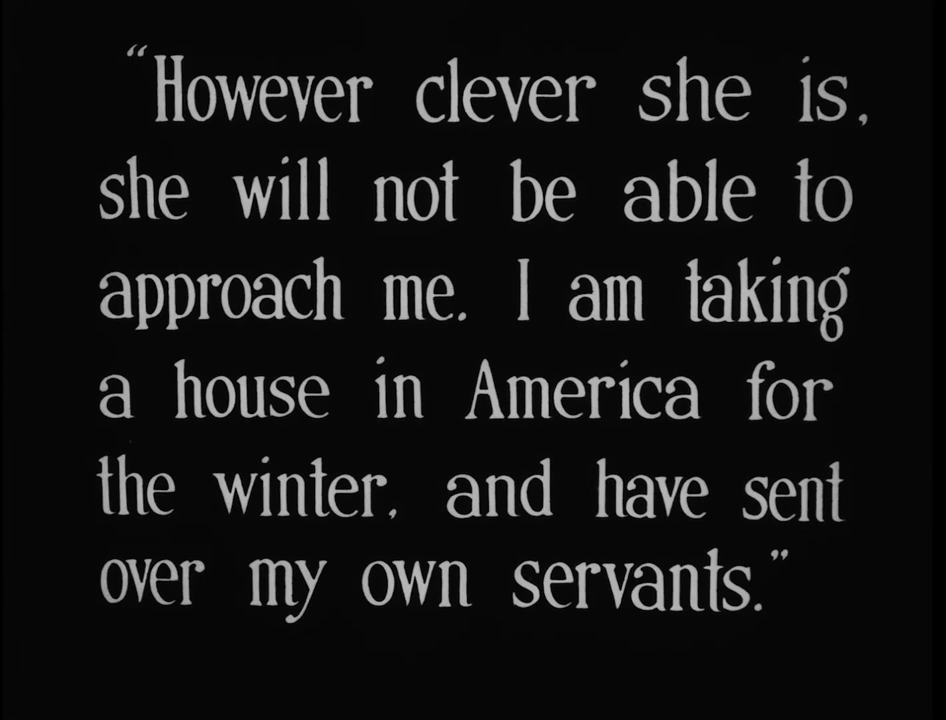 “However clever she is,
she will not be able to
approach me. I am taking
a house in America for
the winter, and have sent
over my own servants.”